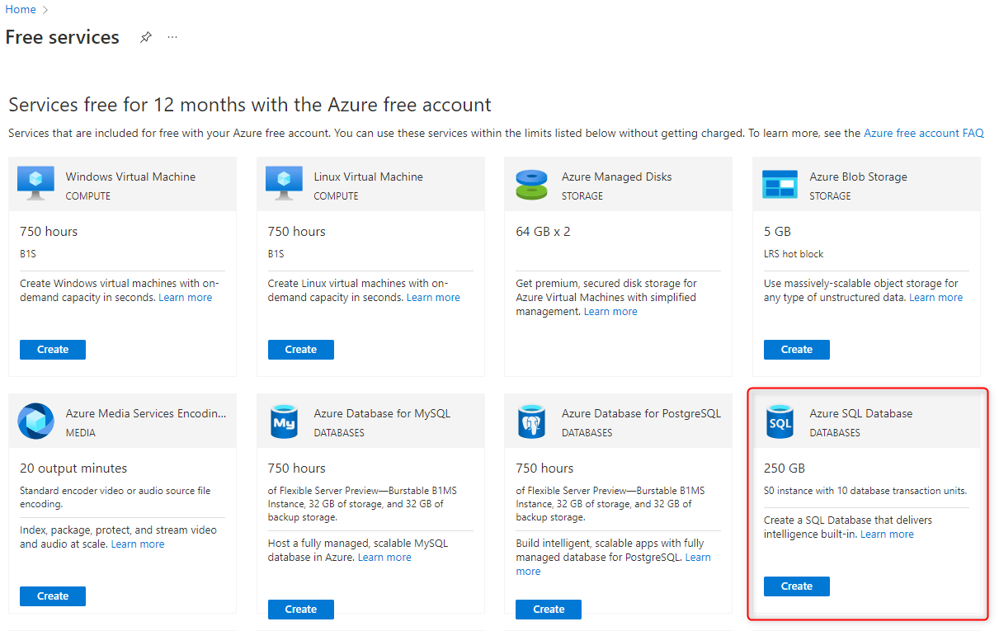 Home
Free services
Services free for 12 months with the Azure free account
Services that are included for free with your Azure free account. You can use these services within the limits listed below without getting charged. To learn more, see the Azure free account FAQ
Windows Virtual Machine
COMPUTE
750 hours
B1S
Create Windows virtual machines with on-
demand capacity in seconds. Learn more
Create
Linux Virtual Machine
COMPUTE
750 hours
B1S
Create Linux virtual machines with on-
demand capacity in seconds. Learn more
Create
Azure Managed Disks
STORAGE
64 GB x 2
Get premium, secured disk storage for
Azure Virtual Machines with simplified
management. Learn more
Azure Blob Storage
STORAGE
5 GB
LRS hot block
Use massively-scalable object storage for
any type of unstructured data. Learn more
Create
Azure Media Services Encodin...
MEDIA
20 output minutes
Standard encoder video or audio source file
encoding.
Index, package, protect, and stream video
and audio at scale. Learn more
Create
My
Azure Database for MySQL
DATABASES
750 hours
of Flexible Server Preview—Burstable B1MS
Instance, 32 GB of storage, and 32 GB of
backup storage.
Host a fully managed, scalable MySQL
database in Azure. Learn more
Create
Azure Database for PostgreSQL
DATABASES
750 hours
of Flexible Server Preview—Burstable B1MS
Instance, 32 GB of storage, and 32 GB of
backup storage.
Build intelligent, scalable apps with fully
managed database for PostgreSQL. Learn
more
Create
SQL
Azure SQL Database
DATABASES
250 GB
S0 instance with 10 database transaction units.
Create a SQL Database that delivers
intelligence built-in. Learn more
Create